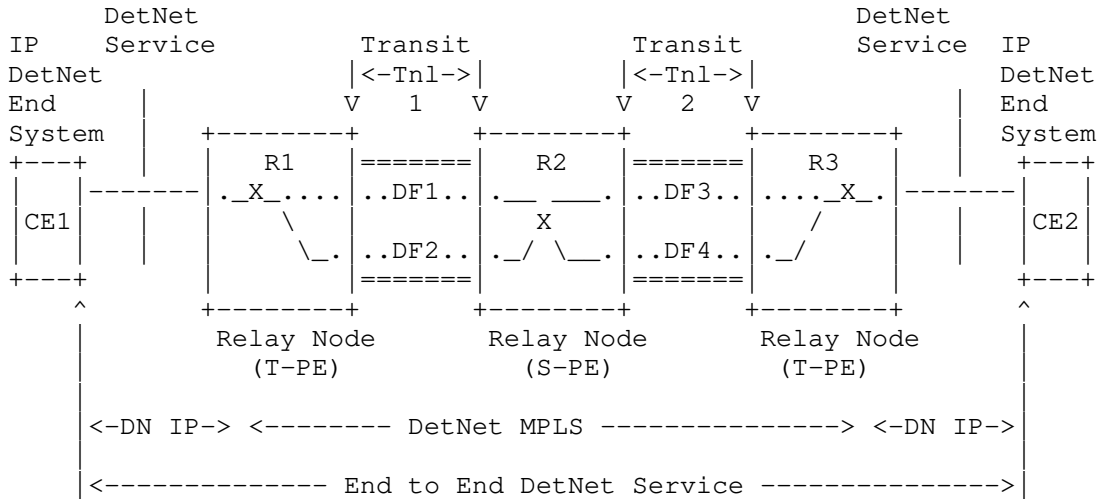 DetNet                                             DetNet
IP     Service         Transit          Transit          Service  IP
DetNet                |<-Tnl->|        |<-Tnl->|                  DetNet
End      |            V   1   V        V   2   V            |     End
System   |   +--------+       +--------+       +--------+   |     System
+---+    |   |   R1   |=======|   R2   |=======|   R3   |   |      +---+
|   |-------|._X_....|..DF1..|.__ ___.|..DF3..|...._X_.|-------|   |
|CE1|    |   |    \   |       |   X    |       |   /    |   |      |CE2|
|   |    |   |     \_.|..DF2..|._/ \__.|..DF4..|._/     |   |      |   |
+---+        |        |=======|        |=======|        |          +---+
    ^        +--------+       +--------+       +--------+          ^
    |        Relay Node       Relay Node       Relay Node          |
    |          (T-PE)           (S-PE)           (T-PE)            |
    |                                                              |
    |<-DN IP-> <-------- DetNet MPLS ---------------> <-DN IP->|
    |                                                              |
    |<-------------- End to End DetNet Service --------------->|